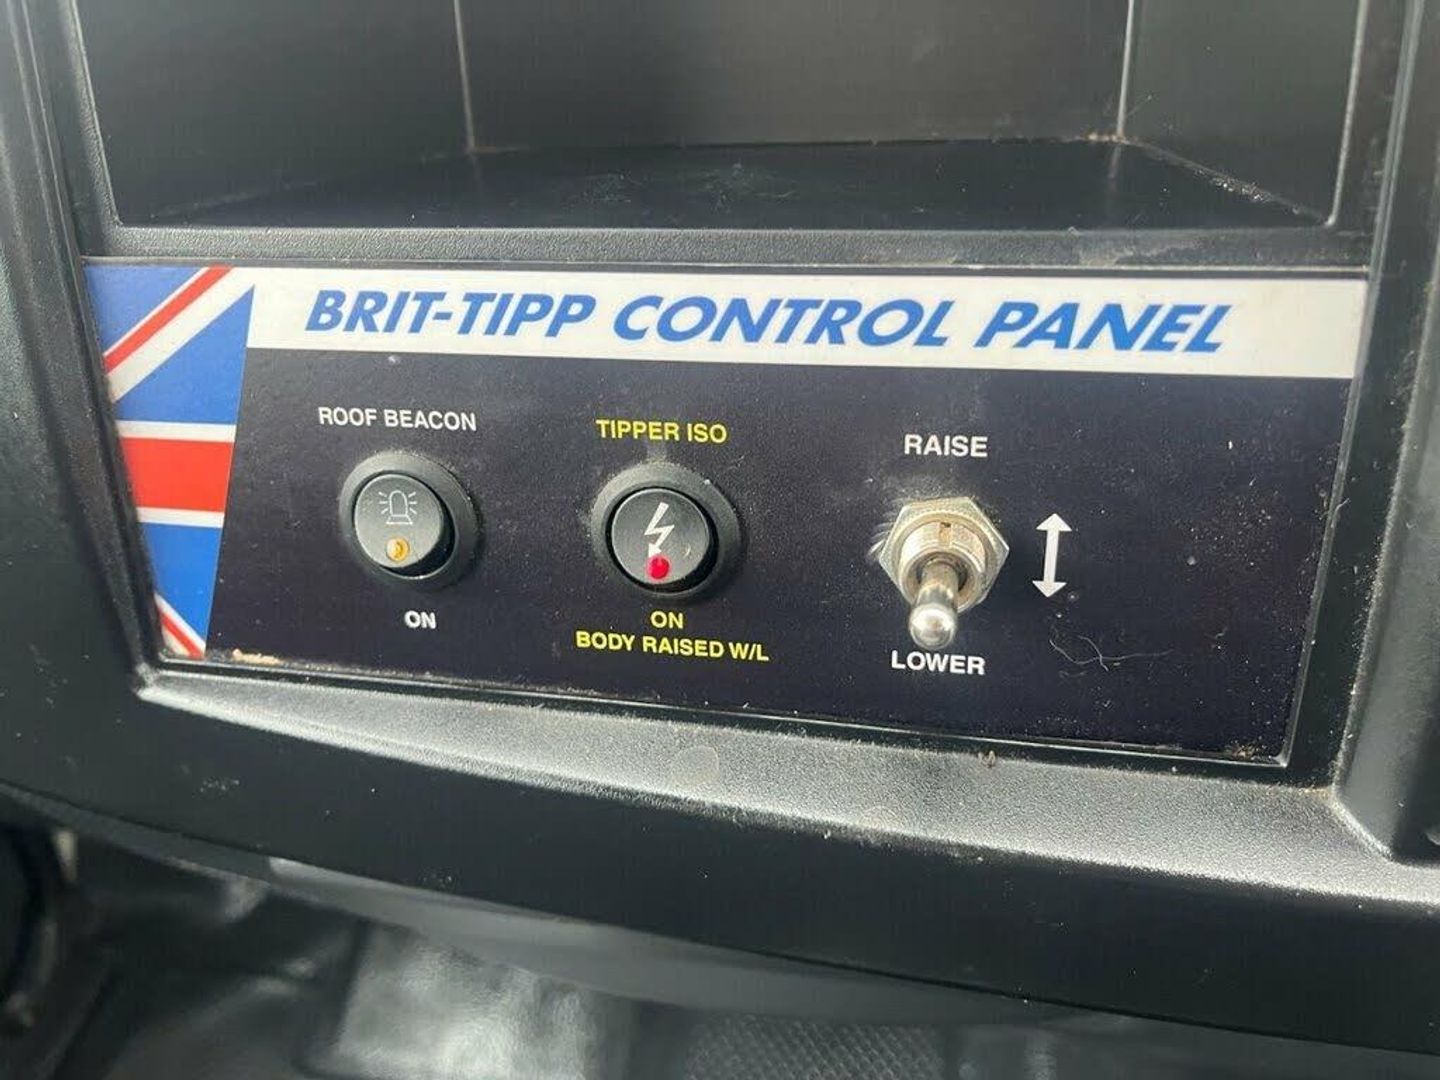 BRIT-TIPP CONTROL PANEL
ROOF BEACON
ON
TIPPER ISO
ON
BODY RAISED W/L
RAISE
LOWER